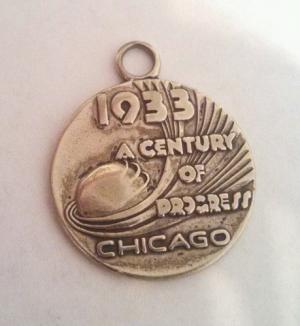 1933
A CENTURY
OF
PROGRESS
CHICAGO